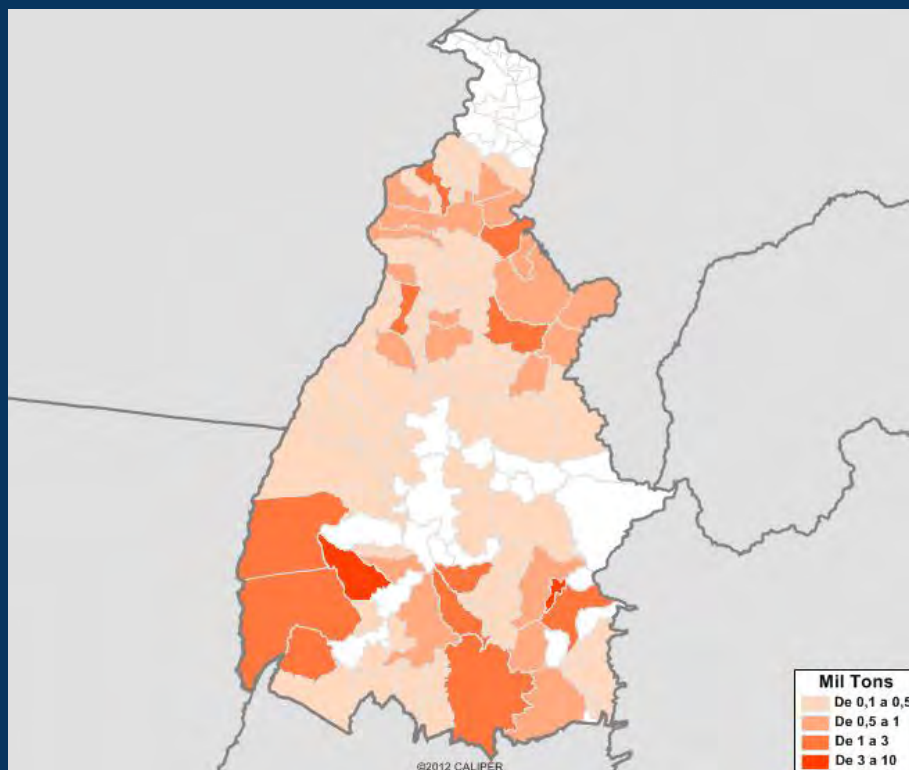 Mil Tons
De 0,1 a 0,5
De 0,5 a 1
De 1 a 3
De 3 a 10
©2012 CALIPER